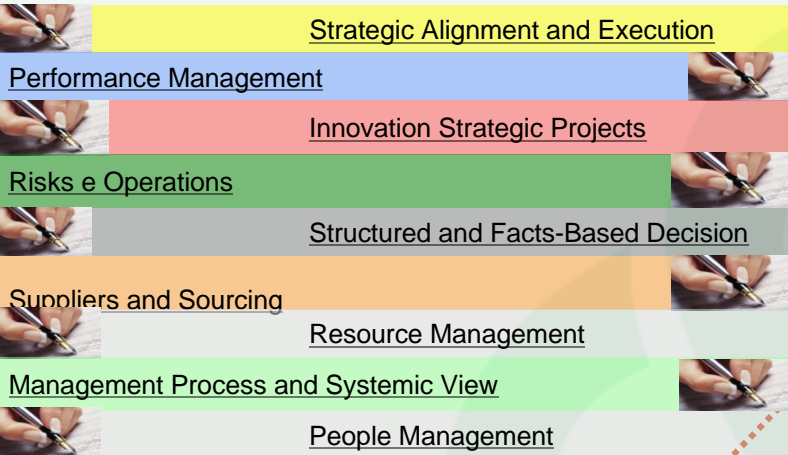 Strategic Alignment and Execution
Performance Management
Innovation Strategic Projects
Risks e Operations
Structured and Facts-Based Decision
Suppliers and Sourcing
Resource Management
Management Process and Systemic View
People Management